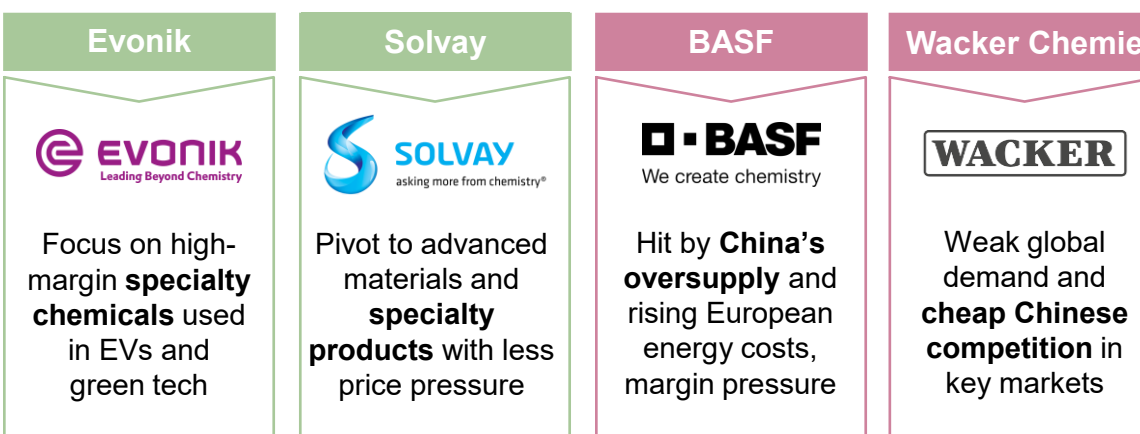 Evonik
Solvay
BASF
Wacker Chemie
EVONIK
Leading Beyond Chemistry
SOLVAY
asking more from chemistry®
BASF
We create chemistry
WACKER
Focus on high-
margin specialty
chemicals used
in EVs and
green tech
Pivot to advanced
materials and
specialty
products with less
price pressure
Hit by China’s
oversupply and
rising European
energy costs,
margin pressure
Weak global
demand and
cheap Chinese
competition in
key markets